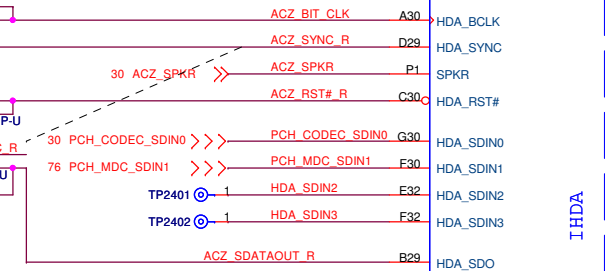 ACZ_BIT_CLK A30 HDA_BCLK
ACZ_SYNC_R D29 HDA_SYNC
30 ACZ_SPKR ACZ_SPKR P1 SPKR
ACZ_RST#_R C30 HDA_RST#
P-U
C_R
30 PCH_CODEC_SDIN0 PCH_CODEC_SDIN0 G30 HDA_SDIN0
76 PCH_MDC_SDIN1 PCH_MDC_SDIN1 F30 HDA_SDIN1
U
TP2401 1 HDA_SDIN2 E32 HDA_SDIN2
TP2402 1 HDA_SDIN3 F32 HDA_SDIN3
ACZ_SDATAOUT_R B29 HDA_SDO
IHDA